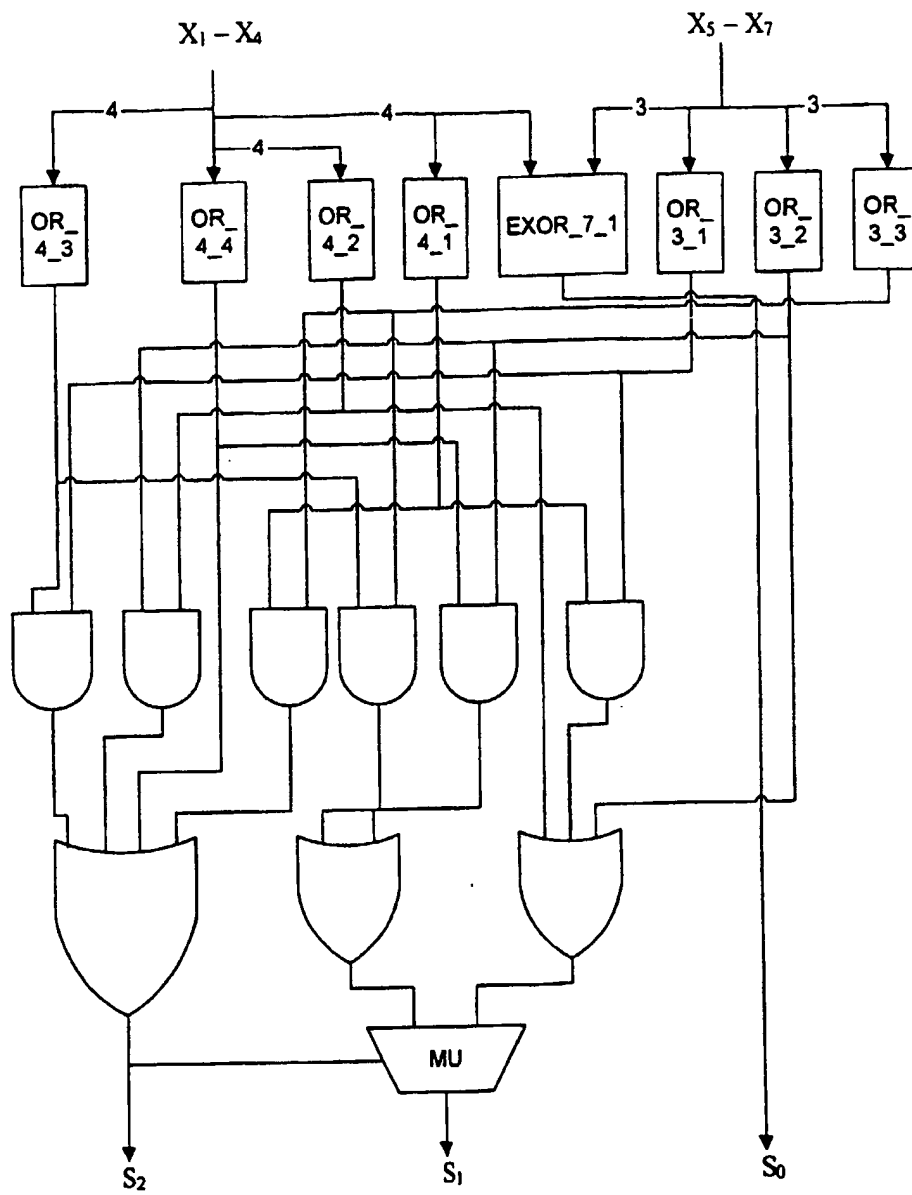 X₁ – X₄
X₅ – X₇
4
4
3
3
4
OR_
4_3
OR_
4_4
OR_
4_2
OR_
4_1
EXOR_7_1
OR_
3_1
OR_
3_2
OR_
3_3
MU
S₂
S₁
S₀